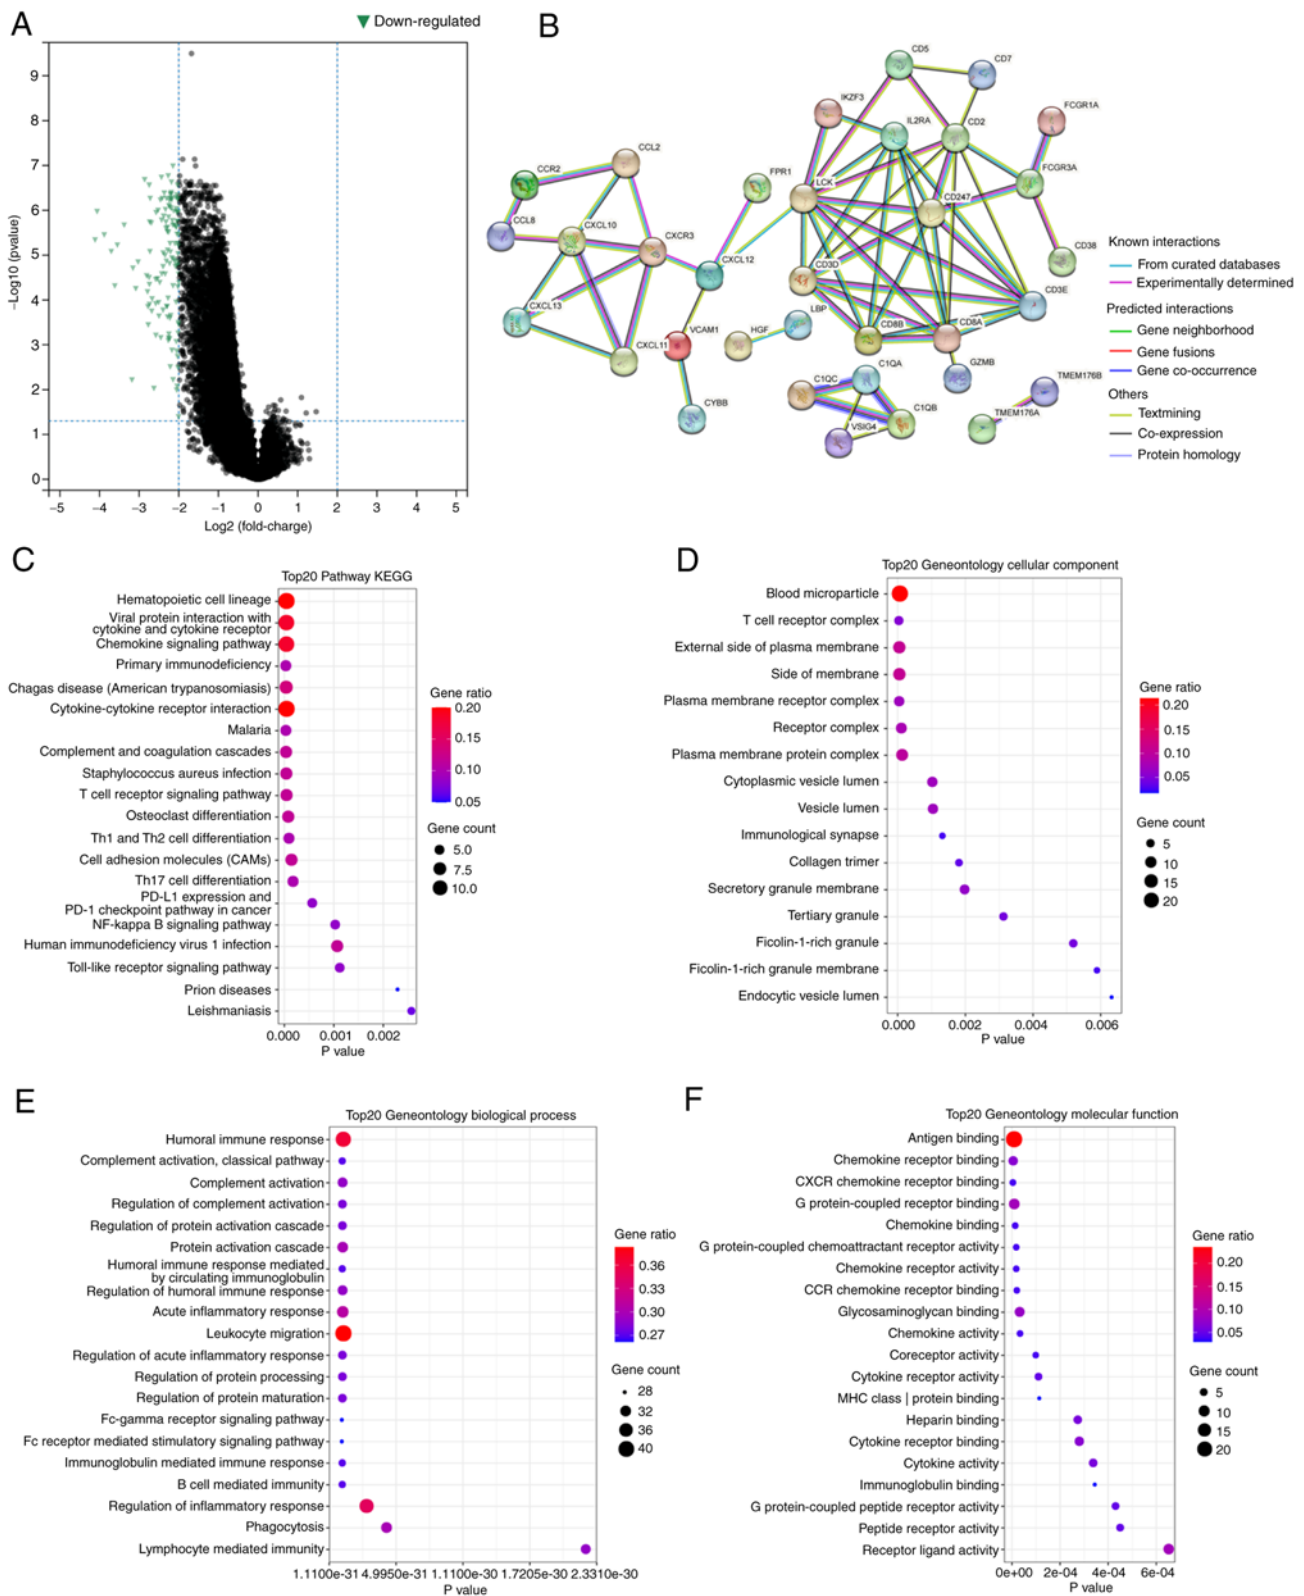 A
▼ Down-regulated
9
8
7
6
5
4
3
2
1
0
–Log10 (pvalue)
–5 –4 –3 –2 –1 0 1 2 3 4 5
Log2 (fold-charge)
B
CD5
CD7
IKZF3
IL2RA
CD2
FCGR1A
CCL2
CCR2
FPR1
LCK
FCGR3A
CD247
CCL8
CXCL10
CXCR3
CXCL12
CD38
CD3D
CD3E
CXCL13
LBP
VCAM1
HGF
CD8B
CD8A
CXCL11
C1QA
GZMB
C1QC
TMEM176B
CYBB
C1QB
TMEM176A
VSIG4
Known interactions
From curated databases
Experimentally determined
Predicted interactions
Gene neighborhood
Gene fusions
Gene co-occurrence
Others
Textmining
Co-expression
Protein homology
C
Top20 Pathway KEGG
Hematopoietic cell lineage
Viral protein interaction with
cytokine and cytokine receptor
Chemokine signaling pathway
Primary immunodeficiency
Chagas disease (American trypanosomiasis)
Cytokine-cytokine receptor interaction
Malaria
Complement and coagulation cascades
Staphylococcus aureus infection
T cell receptor signaling pathway
Osteoclast differentiation
Th1 and Th2 cell differentiation
Cell adhesion molecules (CAMs)
Th17 cell differentiation
PD-L1 expression and
PD-1 checkpoint pathway in cancer
NF-kappa B signaling pathway
Human immunodeficiency virus 1 infection
Toll-like receptor signaling pathway
Prion diseases
Leishmaniasis
0.000 0.001 0.002
P value
Gene ratio
0.20
0.15
0.10
0.05
Gene count
5.0
7.5
10.0
D
Top20 Geneontology cellular component
Blood microparticle
T cell receptor complex
External side of plasma membrane
Side of membrane
Plasma membrane receptor complex
Receptor complex
Plasma membrane protein complex
Cytoplasmic vesicle lumen
Vesicle lumen
Immunological synapse
Collagen trimer
Secretory granule membrane
Tertiary granule
Ficolin-1-rich granule
Ficolin-1-rich granule membrane
Endocytic vesicle lumen
0.000 0.002 0.004 0.006
P value
Gene ratio
0.20
0.15
0.10
0.05
Gene count
5
10
15
20
E
Top20 Geneontology biological process
Humoral immune response
Complement activation, classical pathway
Complement activation
Regulation of complement activation
Regulation of protein activation cascade
Protein activation cascade
Humoral immune response mediated
by circulating immunoglobulin
Regulation of humoral immune response
Acute inflammatory response
Leukocyte migration
Regulation of acute inflammatory response
Regulation of protein processing
Regulation of protein maturation
Fc-gamma receptor signaling pathway
Fc receptor mediated stimulatory signaling pathway
Immunoglobulin mediated immune response
B cell mediated immunity
Regulation of inflammatory response
Phagocytosis
Lymphocyte mediated immunity
1.1100e-31 4.9950e-31 1.1100e-30 1.7205e-30 2.3310e-30
P value
Gene ratio
0.36
0.33
0.30
0.27
Gene count
28
32
36
40
F
Top20 Geneontology molecular function
Antigen binding
Chemokine receptor binding
CXCR chemokine receptor binding
G protein-coupled receptor binding
Chemokine binding
G protein-coupled chemoattractant receptor activity
Chemokine receptor activity
CCR chemokine receptor binding
Glycosaminoglycan binding
Chemokine activity
Coreceptor activity
Cytokine receptor activity
MHC class | protein binding
Heparin binding
Cytokine receptor binding
Cytokine activity
Immunoglobulin binding
G protein-coupled peptide receptor activity
Peptide receptor activity
Receptor ligand activity
0e+00 2e-04 4e-04 6e-04
P value
Gene ratio
0.20
0.15
0.10
0.05
Gene count
5
10
15
20